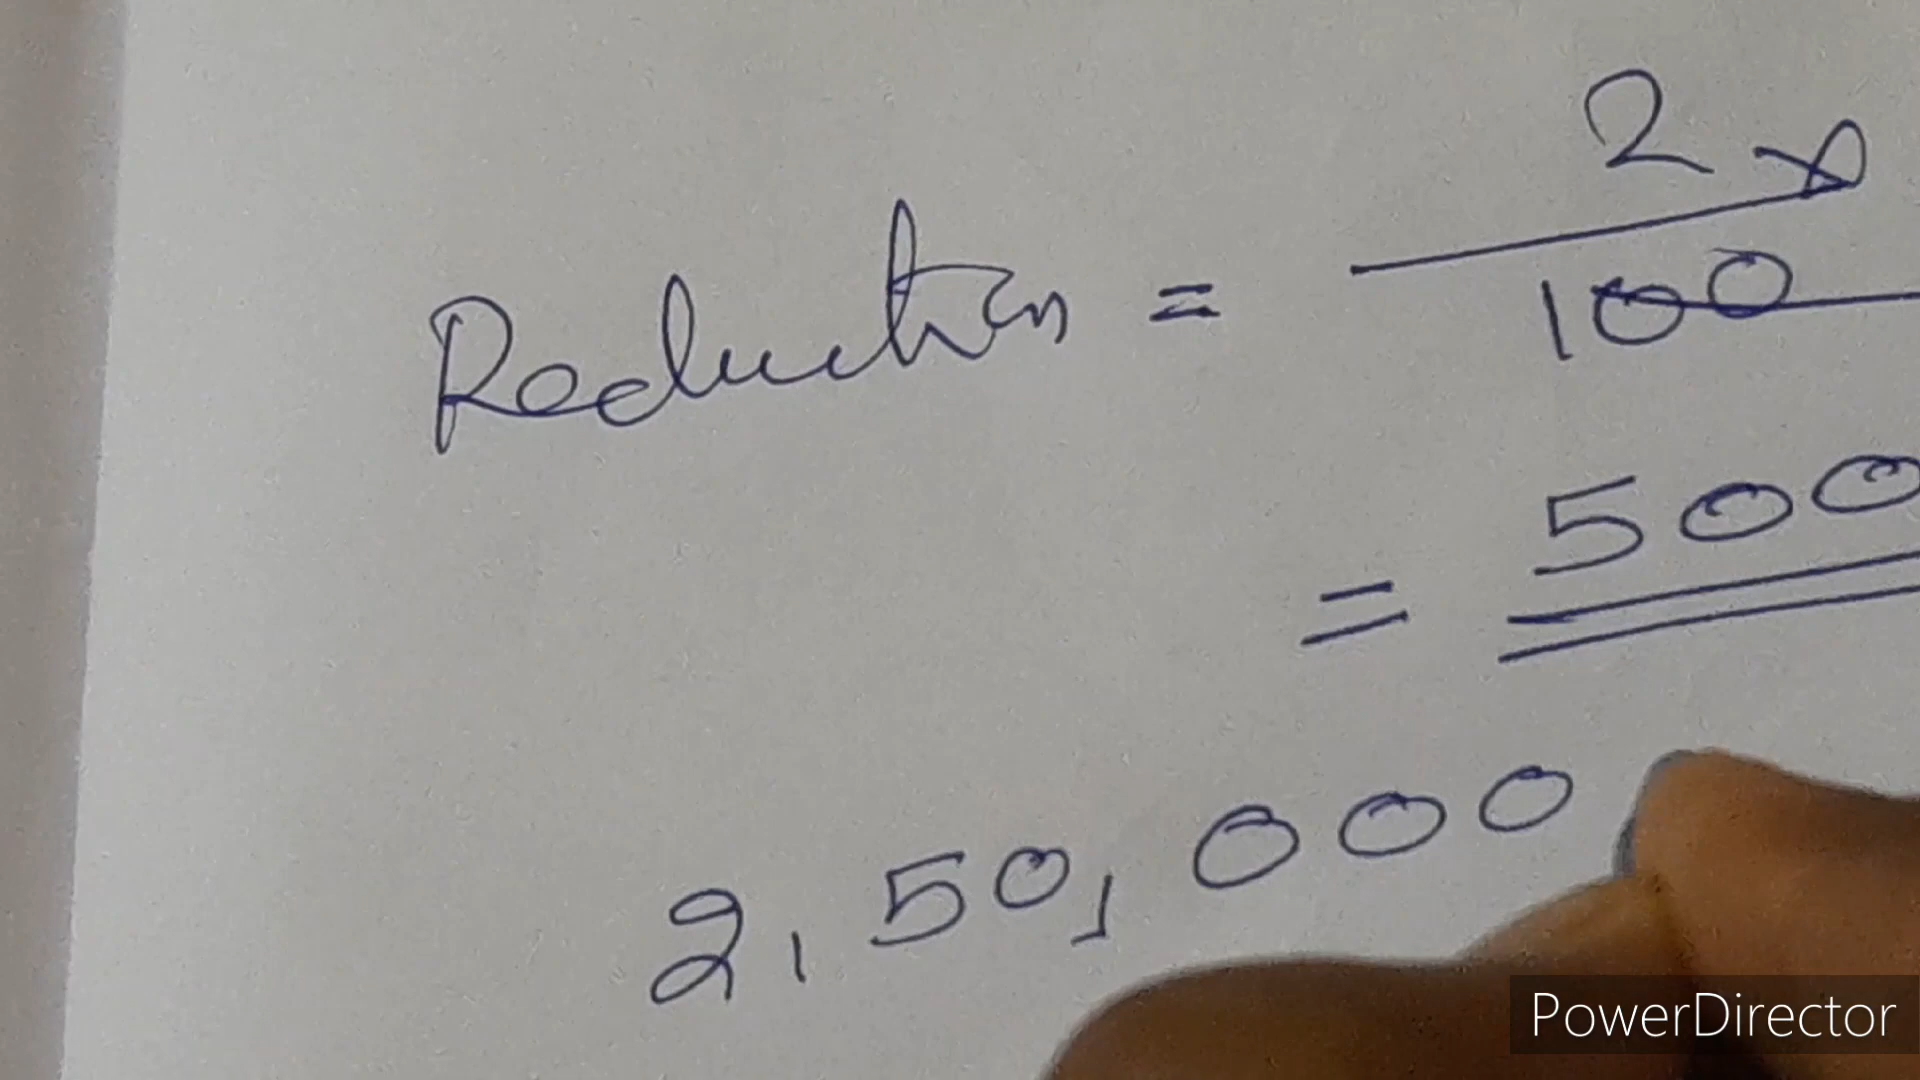 Reduction = 2 x
100
= 500
2,50,000
PowerDirector